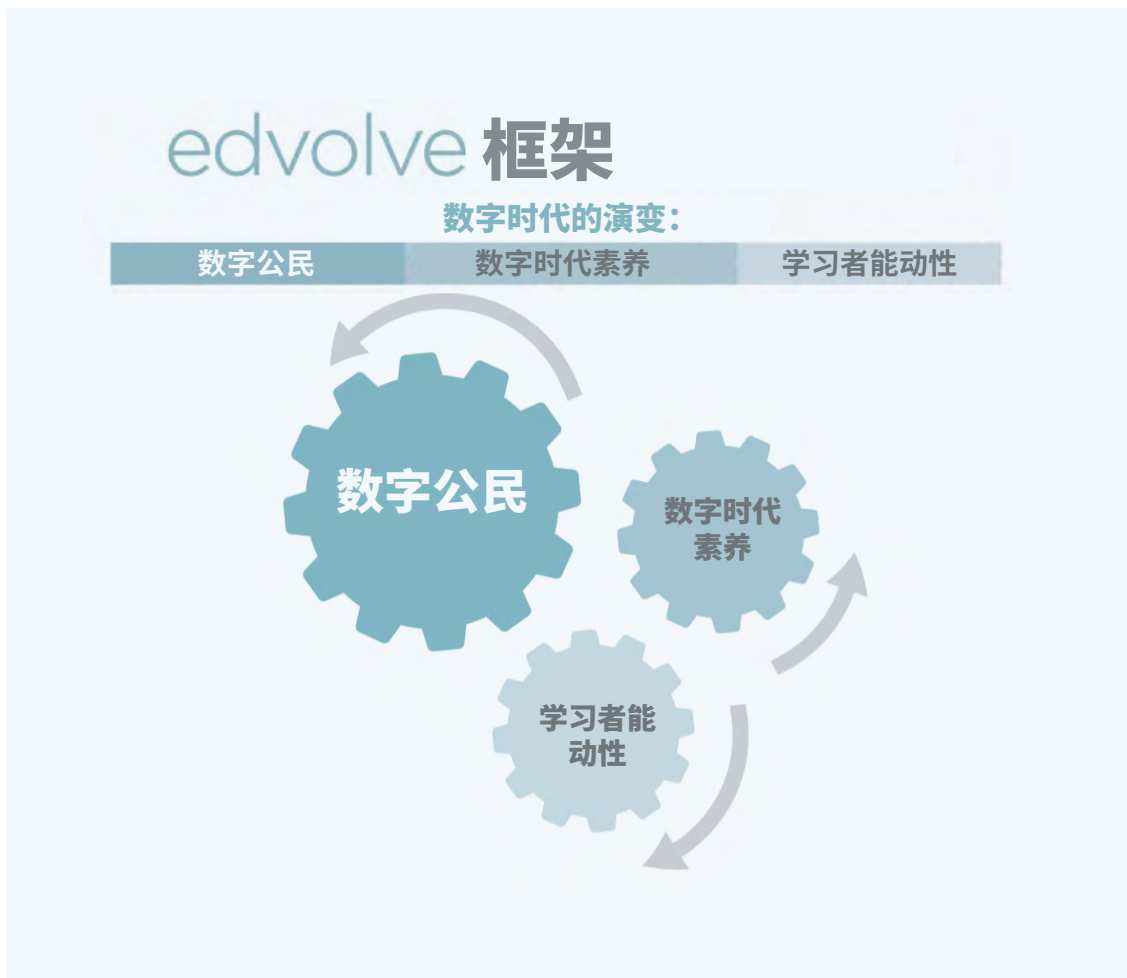 edvolve 框架
数字时代的演变：
数字公民 数字时代素养 学习者能动性
数字公民
数字时代
素养
学习者能
动性